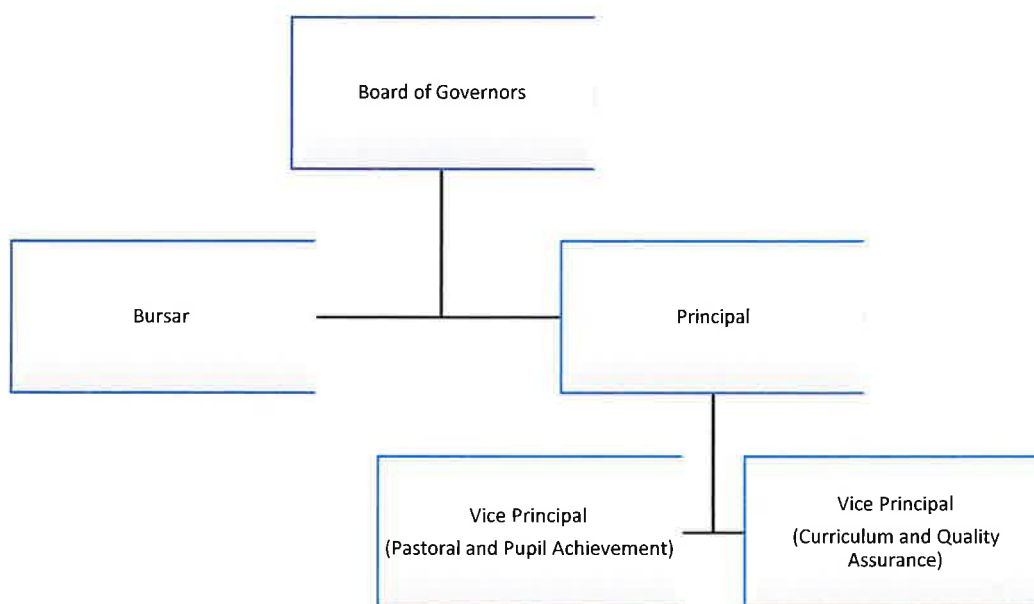 Board of Governors
Bursar
Principal
Vice Principal
(Pastoral and Pupil Achievement)
Vice Principal
(Curriculum and Quality
Assurance)